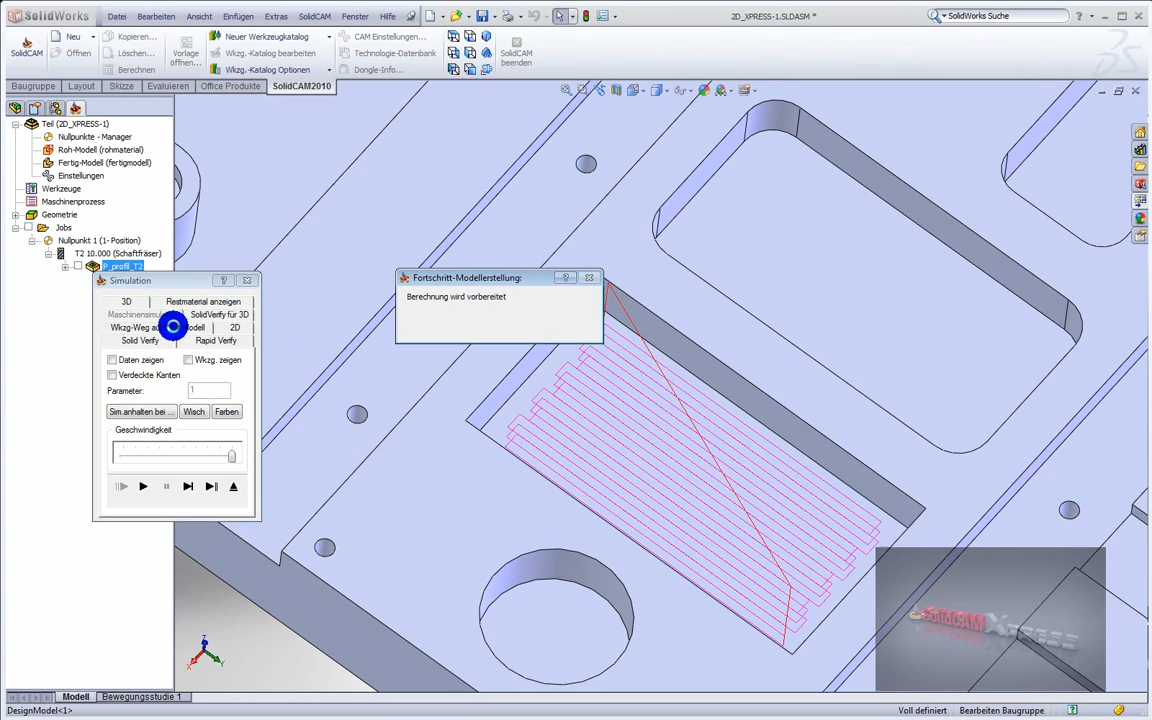 SolidWorks
Datei
Bearbeiten
Ansicht
Einfügen
Extras
SolidCAM
Fenster
Hilfe
2D_XPRESS-1.SLDASM *
SolidWorks Suche
SolidCAM
Neu
Öffnen
Kopieren...
Löschen...
Berechnen
Vorlage
öffnen...
Neuer Werkzeugkatalog
Wkzg.-Katalog bearbeiten
Wkzg.-Katalog Optionen
CAM Einstellungen...
Technologie-Datenbank
Dongle-Info...
SolidCAM
beenden
Baugruppe
Layout
Skizze
Evaluieren
Office Produkte
SolidCAM2010
Teil (2D_XPRESS-1)
Nullpunkte - Manager
Roh-Modell (rohmaterial)
Fertig-Modell (fertigmodell)
Einstellungen
Werkzeuge
Maschinenprozess
Geometrie
Jobs
Nullpunkt 1 (1- Position)
T2 10.000 (Schaftfräser)
P_profil_T2
Simulation
3D
Restmaterial anzeigen
SolidVerify für 3D
2D
Solid Verify
Rapid Verify
Daten zeigen
Wkzg. zeigen
Verdeckte Kanten
Parameter:
1
Sim.anhalten bei ...
Wisch
Farben
Geschwindigkeit
Fortschritt-Modellerstellung:
Berechnung wird vorbereitet
SolidCAM Xpress
Z
X
Y
Modell
Bewegungsstudie 1
DesignModel<1>
Voll definiert
Bearbeiten Baugruppe